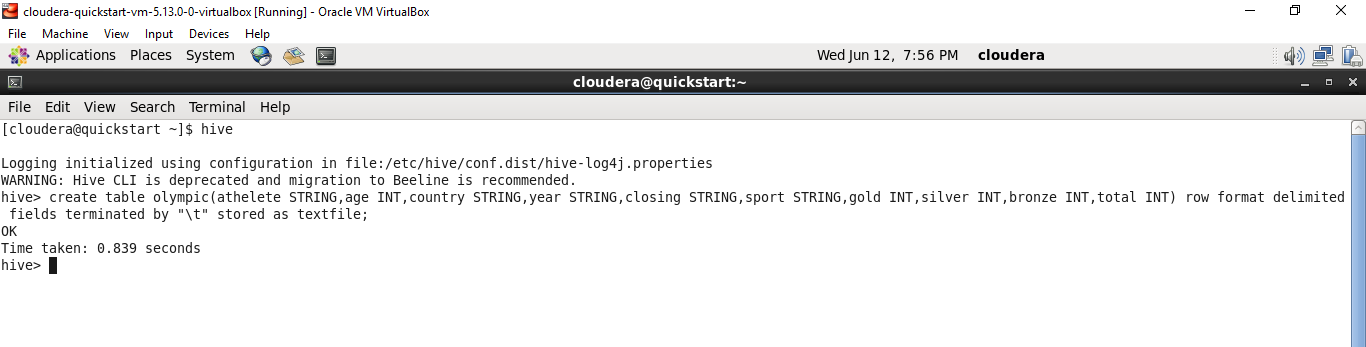 cloudera-quickstart-vm-5.13.0-0-virtualbox [Running] - Oracle VM VirtualBox
File Machine View Input Devices Help
Applications Places System Wed Jun 12, 7:56 PM cloudera
cloudera@quickstart:~
File Edit View Search Terminal Help
[cloudera@quickstart ~]$ hive
Logging initialized using configuration in file:/etc/hive/conf.dist/hive-log4j.properties
WARNING: Hive CLI is deprecated and migration to Beeline is recommended.
hive> create table olympic(athelete STRING,age INT,country STRING,year STRING,closing STRING,sport STRING,gold INT,silver INT,bronze INT,total INT) row format delimited
fields terminated by "\t" stored as textfile;
OK
Time taken: 0.839 seconds
hive>